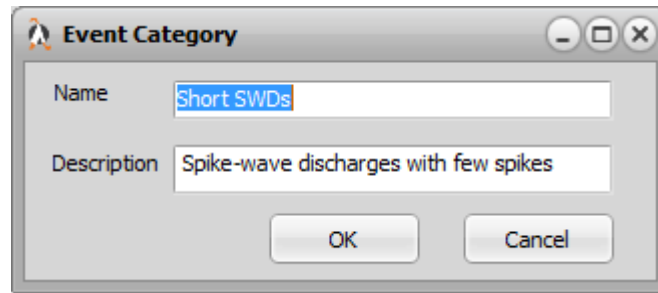 Event Category
Name Short SWDs
Description Spike-wave discharges with few spikes
OK Cancel